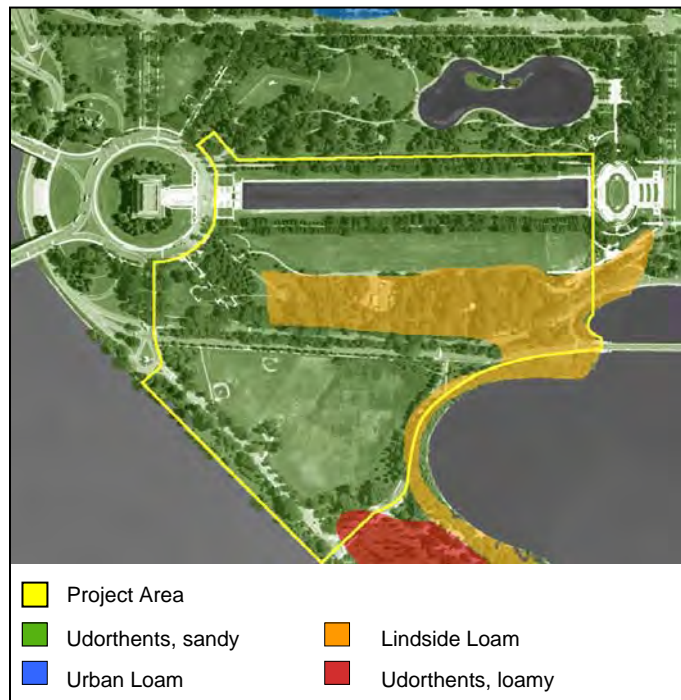 Project Area
Udorthents, sandy
Lindside Loam
Urban Loam
Udorthents, loamy